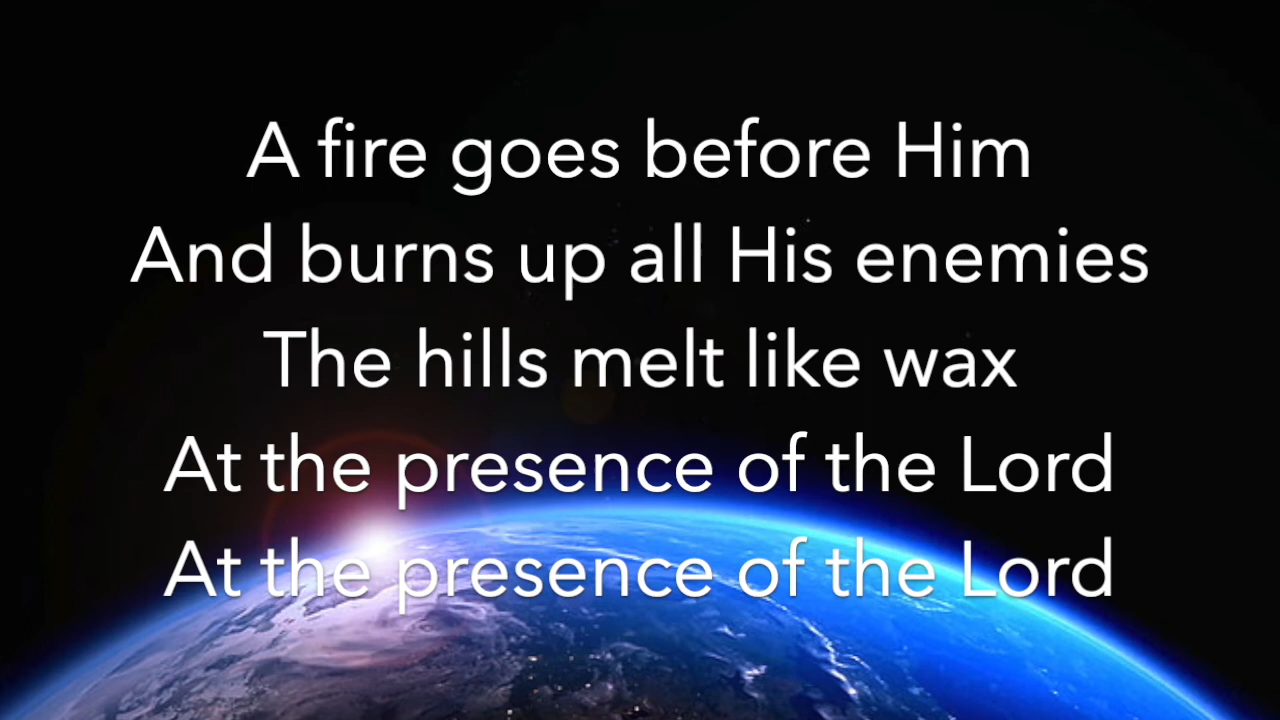 A fire goes before Him
And burns up all His enemies
The hills melt like wax
At the presence of the Lord
At the presence of the Lord